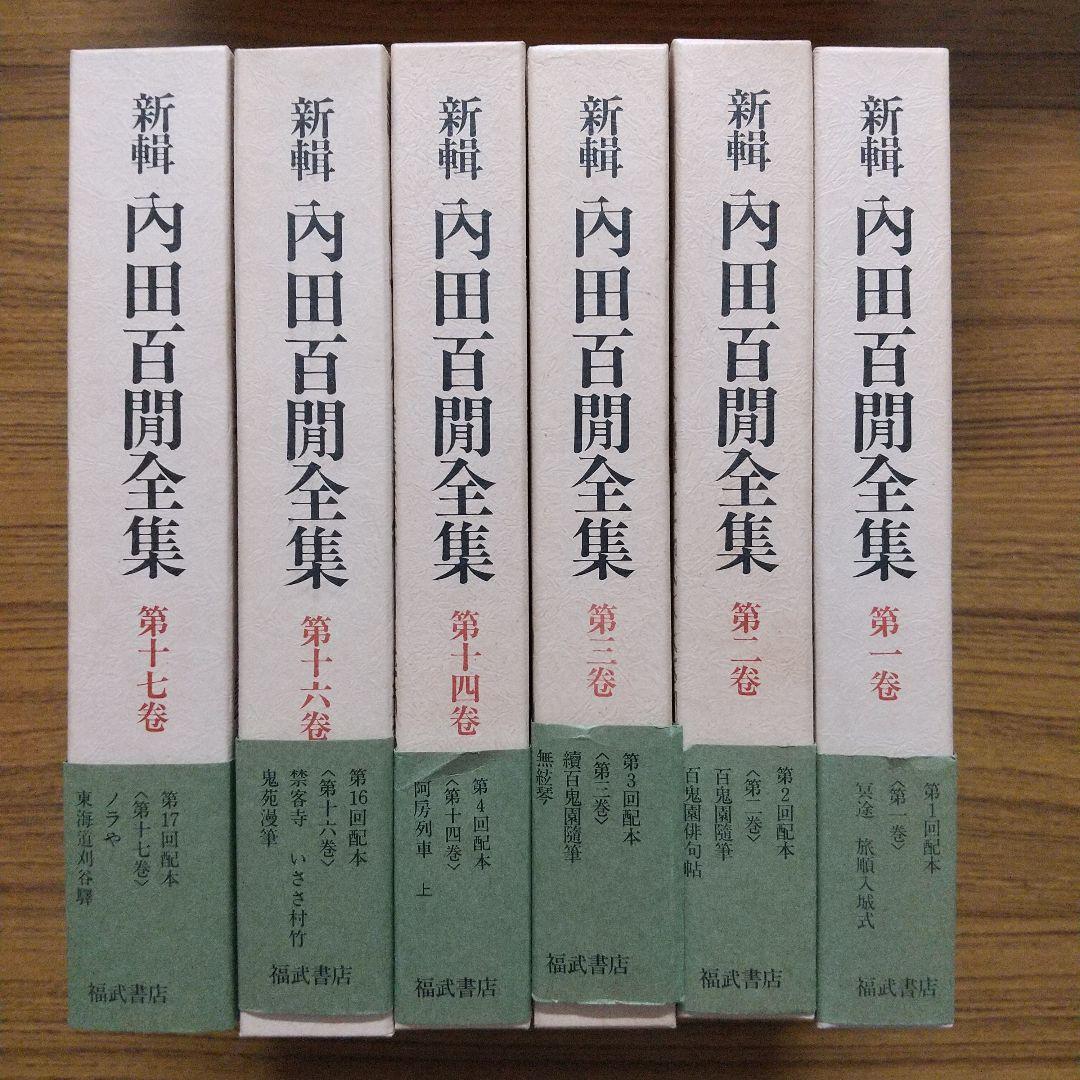 新輯 內田百閒全集 第一卷
第1回配本
〈第一巻〉
冥途 旅順入城式
福武書店
新輯 內田百閒全集 第二卷
第2回配本
〈第二巻〉
百鬼園隨筆
百鬼園俳句帖
福武書店
新輯 內田百閒全集 第三卷
第3回配本
〈第三巻〉
續百鬼園隨筆
無絃琴
福武書店
新輯 內田百閒全集 第十四卷
第4回配本
〈第十四巻〉
阿房列車 上
福武書店
新輯 內田百閒全集 第十六卷
第16回配本
〈第十六巻〉
禁客寺 いささ村竹
鬼苑漫筆
福武書店
新輯 內田百閒全集 第十七卷
第17回配本
〈第十七巻〉
ノラや
東海道刈谷驛
福武書店